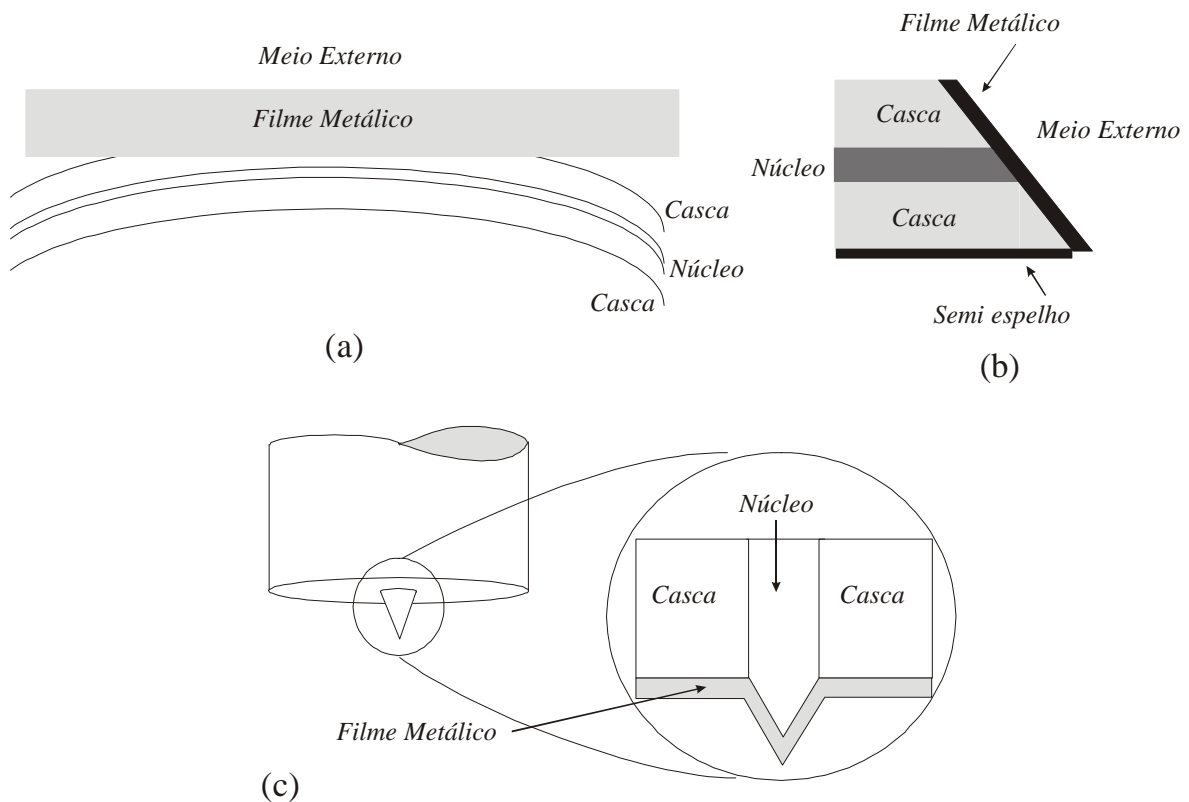 Meio Externo
Filme Metálico
Casca
Núcleo
Casca
(a)
Filme Metálico
Casca
Meio Externo
Núcleo
Casca
Semi espelho
(b)
Núcleo
Casca
Casca
Filme Metálico
(c)